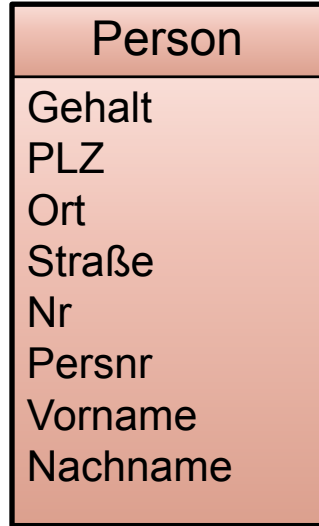 Person
Gehalt
PLZ
Ort
Straße
Nr
Persnr
Vorname
Nachname